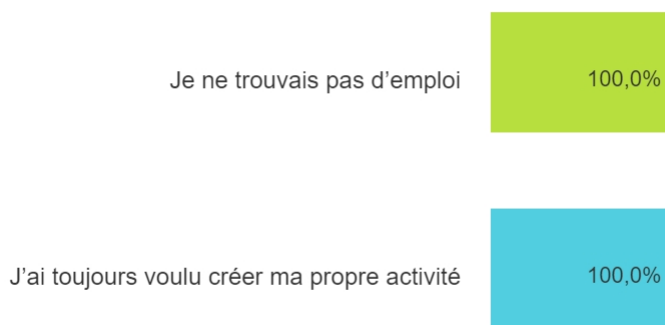 Je ne trouvais pas d’emploi 100,0%
J’ai toujours voulu créer ma propre activité 100,0%